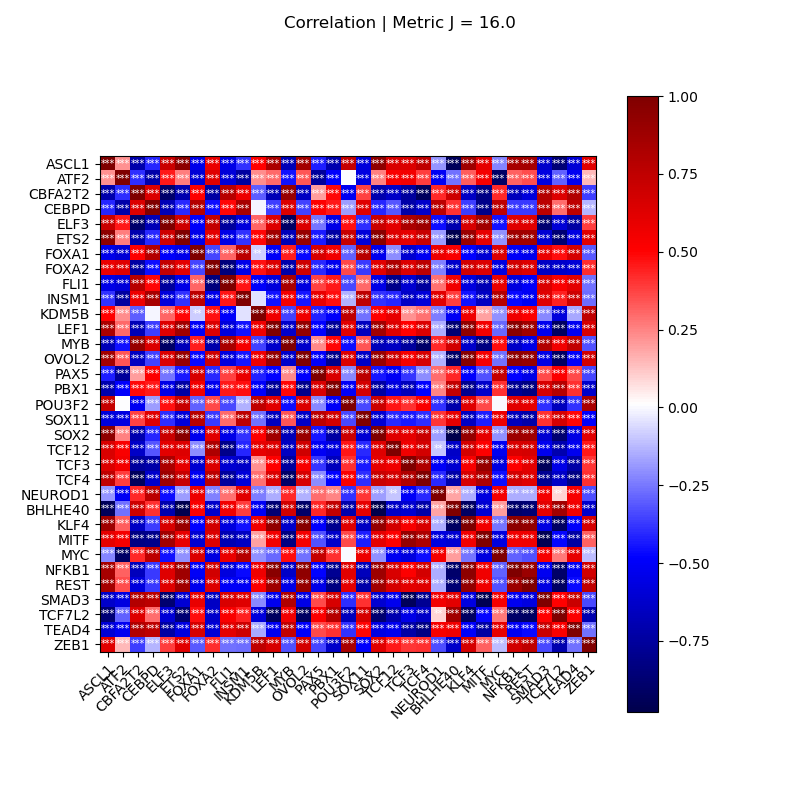 Correlation | Metric J = 16.0
ASCL1
ATF2
CBFA2T2
CEBPD
ELF3
ETS2
FOXA1
FOXA2
FLI1
INSM1
KDM5B
LEF1
MYB
OVOL2
PAX5
PBX1
POU3F2
SOX11
SOX2
TCF12
TCF3
TCF4
NEUROD1
BHLHE40
KLF4
MITF
MYC
NFKB1
REST
SMAD3
TCF7L2
TEAD4
ZEB1
ASCL1
ATF2
CBFA2T2
CEBPD
ELF3
ETS2
FOXA1
FOXA2
FLI1
INSM1
KDM5B
LEF1
MYB
OVOL2
PAX5
PBX1
POU3F2
SOX11
SOX2
TCF12
TCF3
TCF4
NEUROD1
BHLHE40
KLF4
MITF
MYC
NFKB1
REST
SMAD3
TCF7L2
TEAD4
ZEB1
1.00
0.75
0.50
0.25
0.00
−0.25
−0.50
−0.75